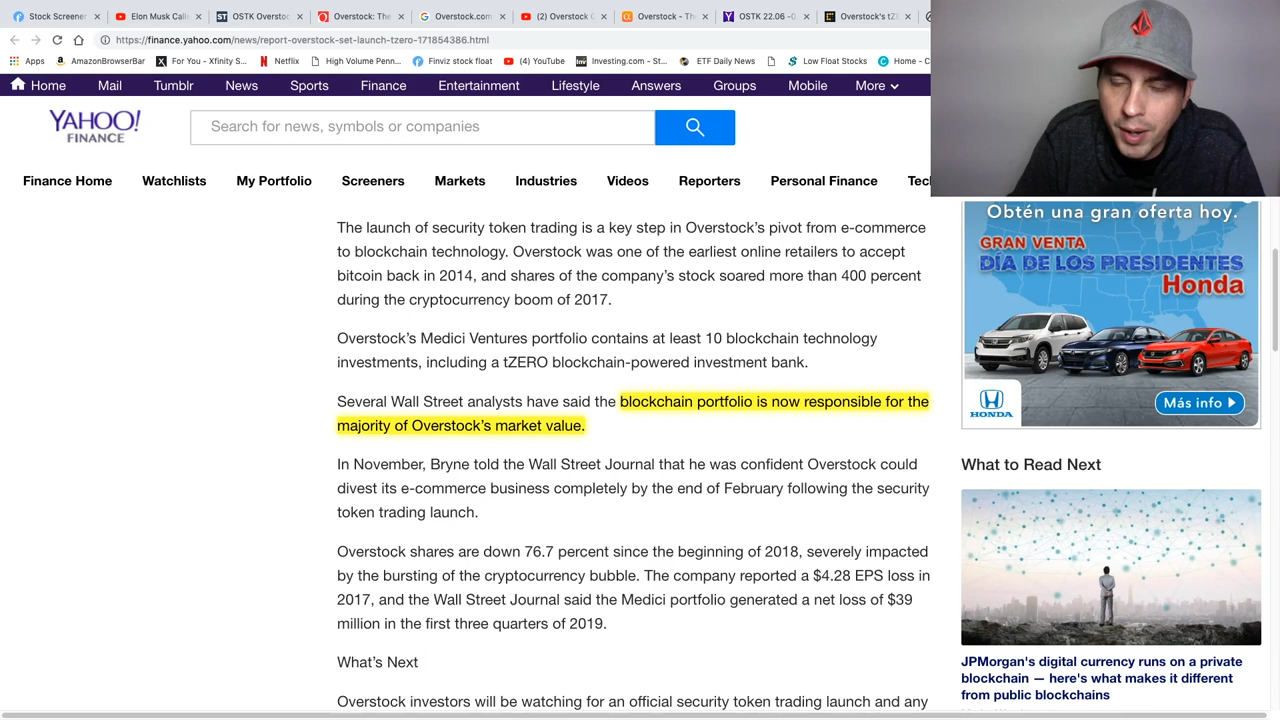 Stock Screener
Elon Musk Call
OSTK Overstoc
Overstock: The
Overstock.com
(2) Overstock C
Overstock - The
OSTK 22.06 -0
Overstock's tZ
https://finance.yahoo.com/news/report-overstock-set-launch-tzero-171854386.html
Apps
AmazonBrowserBar
For You - Xfinity S...
Netflix
High Volume Penn...
Finviz stock float
(4) YouTube
Investing.com - St...
ETF Daily News
Low Float Stocks
Home - C
Home
Mail
Tumblr
News
Sports
Finance
Entertainment
Lifestyle
Answers
Groups
Mobile
More
YAHOO!
FINANCE
Search for news, symbols or companies
Finance Home
Watchlists
My Portfolio
Screeners
Markets
Industries
Videos
Reporters
Personal Finance
Tec
The launch of security token trading is a key step in Overstock's pivot from e-commerce
to blockchain technology. Overstock was one of the earliest online retailers to accept
bitcoin back in 2014, and shares of the company's stock soared more than 400 percent
during the cryptocurrency boom of 2017.
Overstock's Medici Ventures portfolio contains at least 10 blockchain technology
investments, including a tZERO blockchain-powered investment bank.
Several Wall Street analysts have said the blockchain portfolio is now responsible for the
majority of Overstock's market value.
In November, Bryne told the Wall Street Journal that he was confident Overstock could
divest its e-commerce business completely by the end of February following the security
token trading launch.
Overstock shares are down 76.7 percent since the beginning of 2018, severely impacted
by the bursting of the cryptocurrency bubble. The company reported a $4.28 EPS loss in
2017, and the Wall Street Journal said the Medici portfolio generated a net loss of $39
million in the first three quarters of 2019.
What's Next
Overstock investors will be watching for an official security token trading launch and any
Obtén una gran oferta hoy.
GRAN VENTA
DÍA DE LOS PRESIDENTES
Honda
HONDA
Más info
What to Read Next
JPMorgan's digital currency runs on a private
blockchain — here's what makes it different
from public blockchains